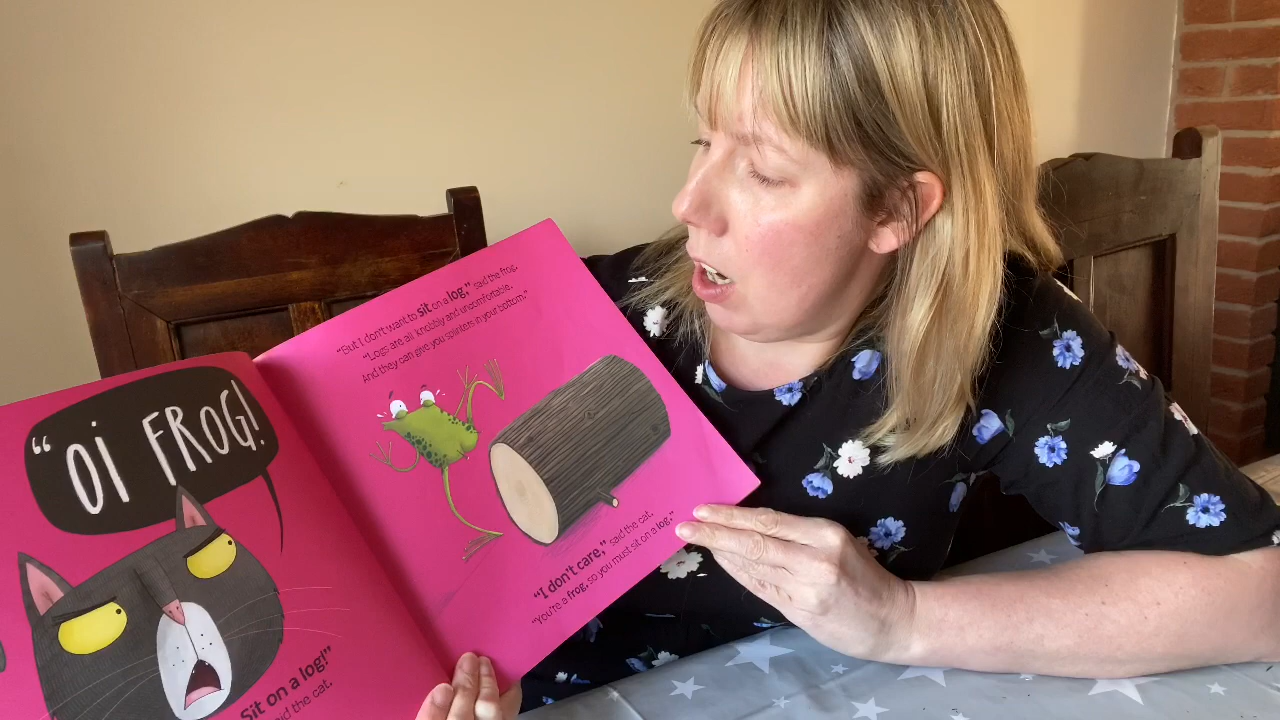 “Oi FROG!
Sit on a log!”
said the cat.
“But I don’t want to sit on a log,” said the frog.
“Logs are all knobbly and uncomfortable.
And they can give you splinters in your bottom.”
“I don’t care,” said the cat.
“You’re a frog, so you must sit on a log.”